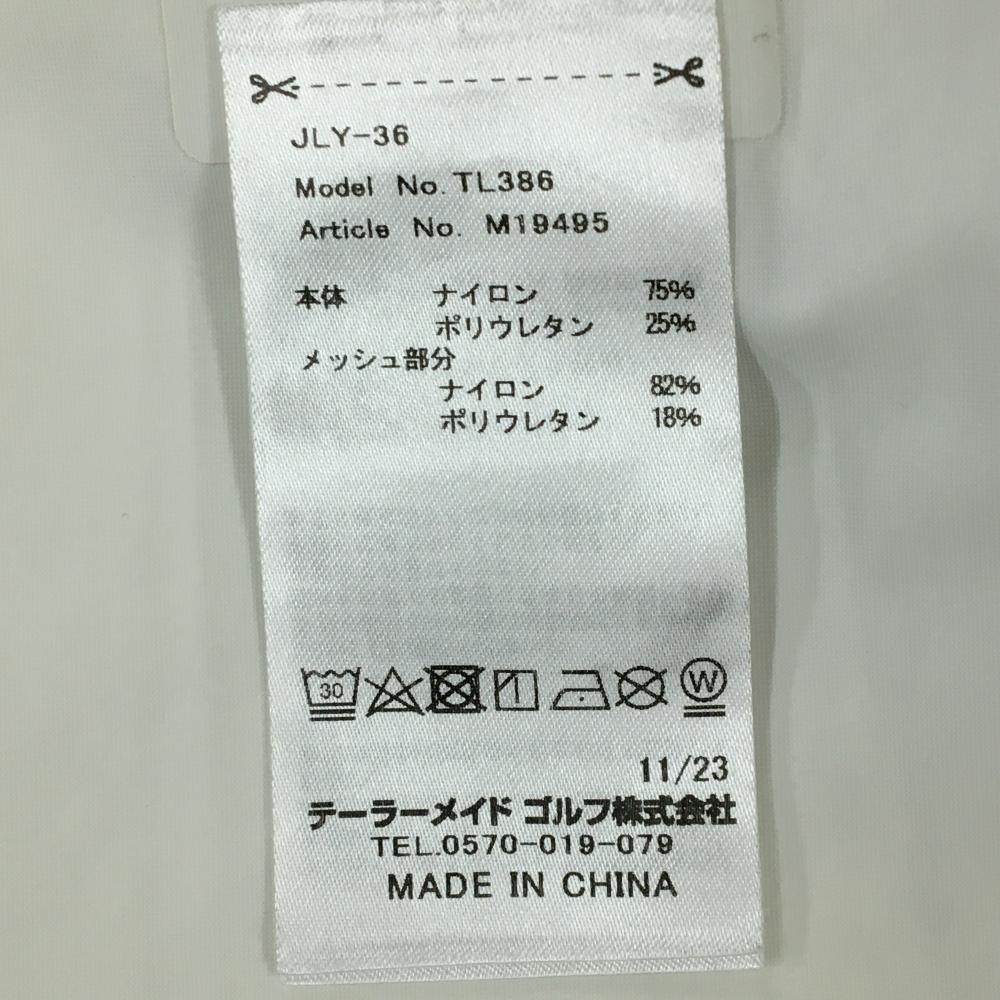 JLY-36
Model No. TL386
Article No. M19495
本体 ナイロン 75%
ポリウレタン 25%
メッシュ部分
ナイロン 82%
ポリウレタン 18%
30 W
11/23
テーラーメイド ゴルフ株式会社
TEL.0570-019-079
MADE IN CHINA